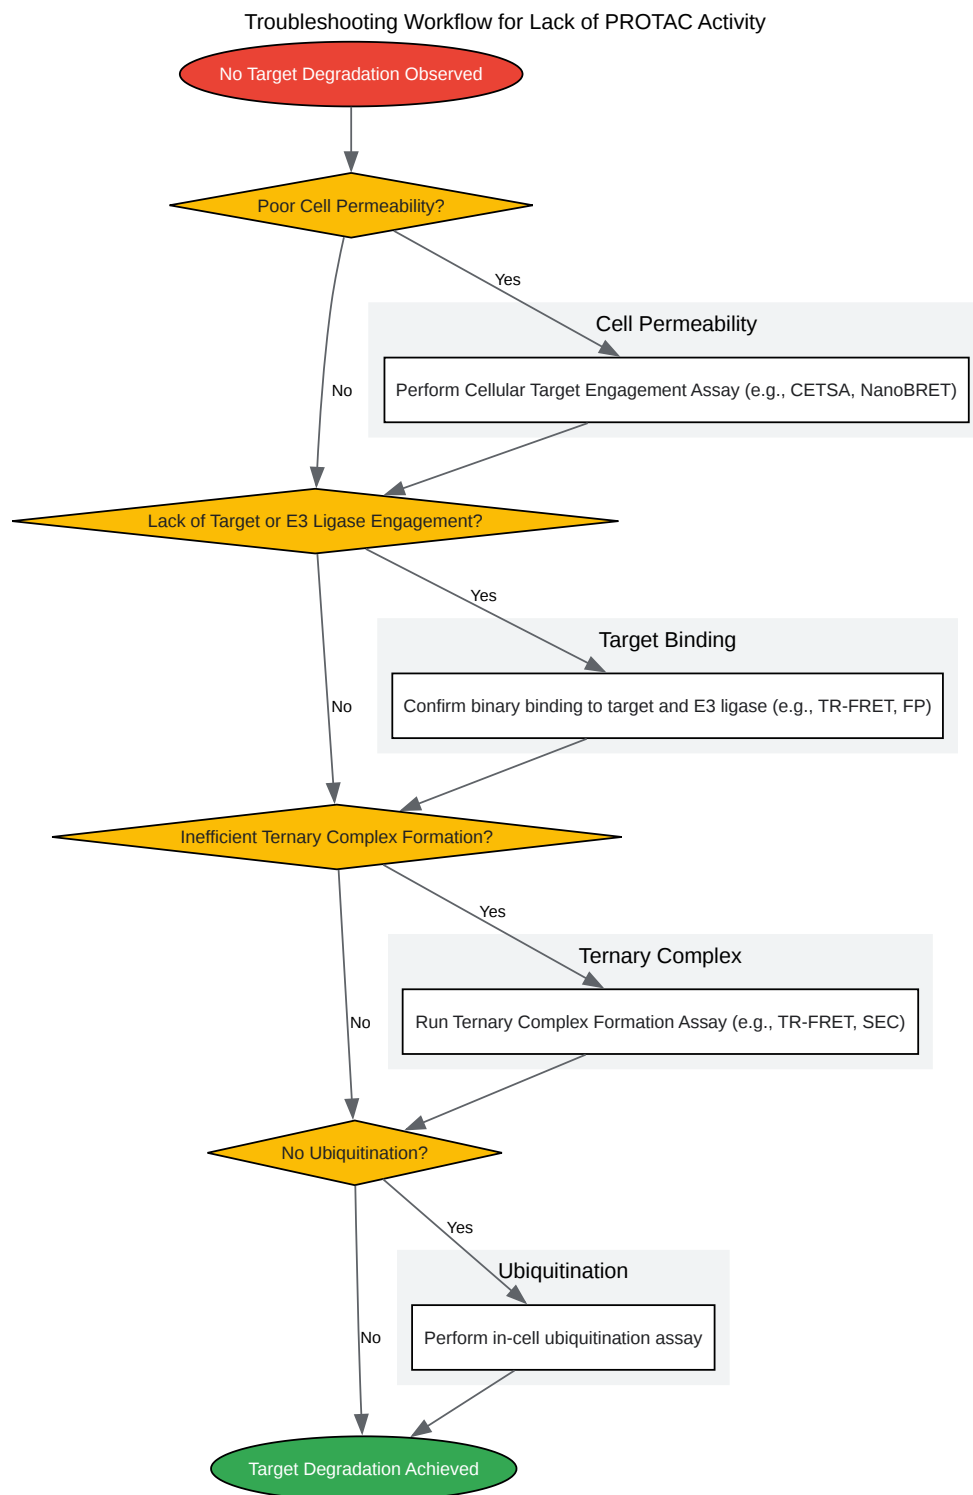 Troubleshooting Workflow for Lack of PROTAC Activity
No Target Degradation Observed
Poor Cell Permeability?
Yes
Cell Permeability
No
Perform Cellular Target Engagement Assay (e.g., CETSA, NanoBRET)
Lack of Target or E3 Ligase Engagement?
Yes
Target Binding
No
Confirm binary binding to target and E3 ligase (e.g., TR-FRET, FP)
Inefficient Ternary Complex Formation?
Yes
Ternary Complex
No
Run Ternary Complex Formation Assay (e.g., TR-FRET, SEC)
No Ubiquitination?
Yes
Ubiquitination
No
Perform in-cell ubiquitination assay
Target Degradation Achieved